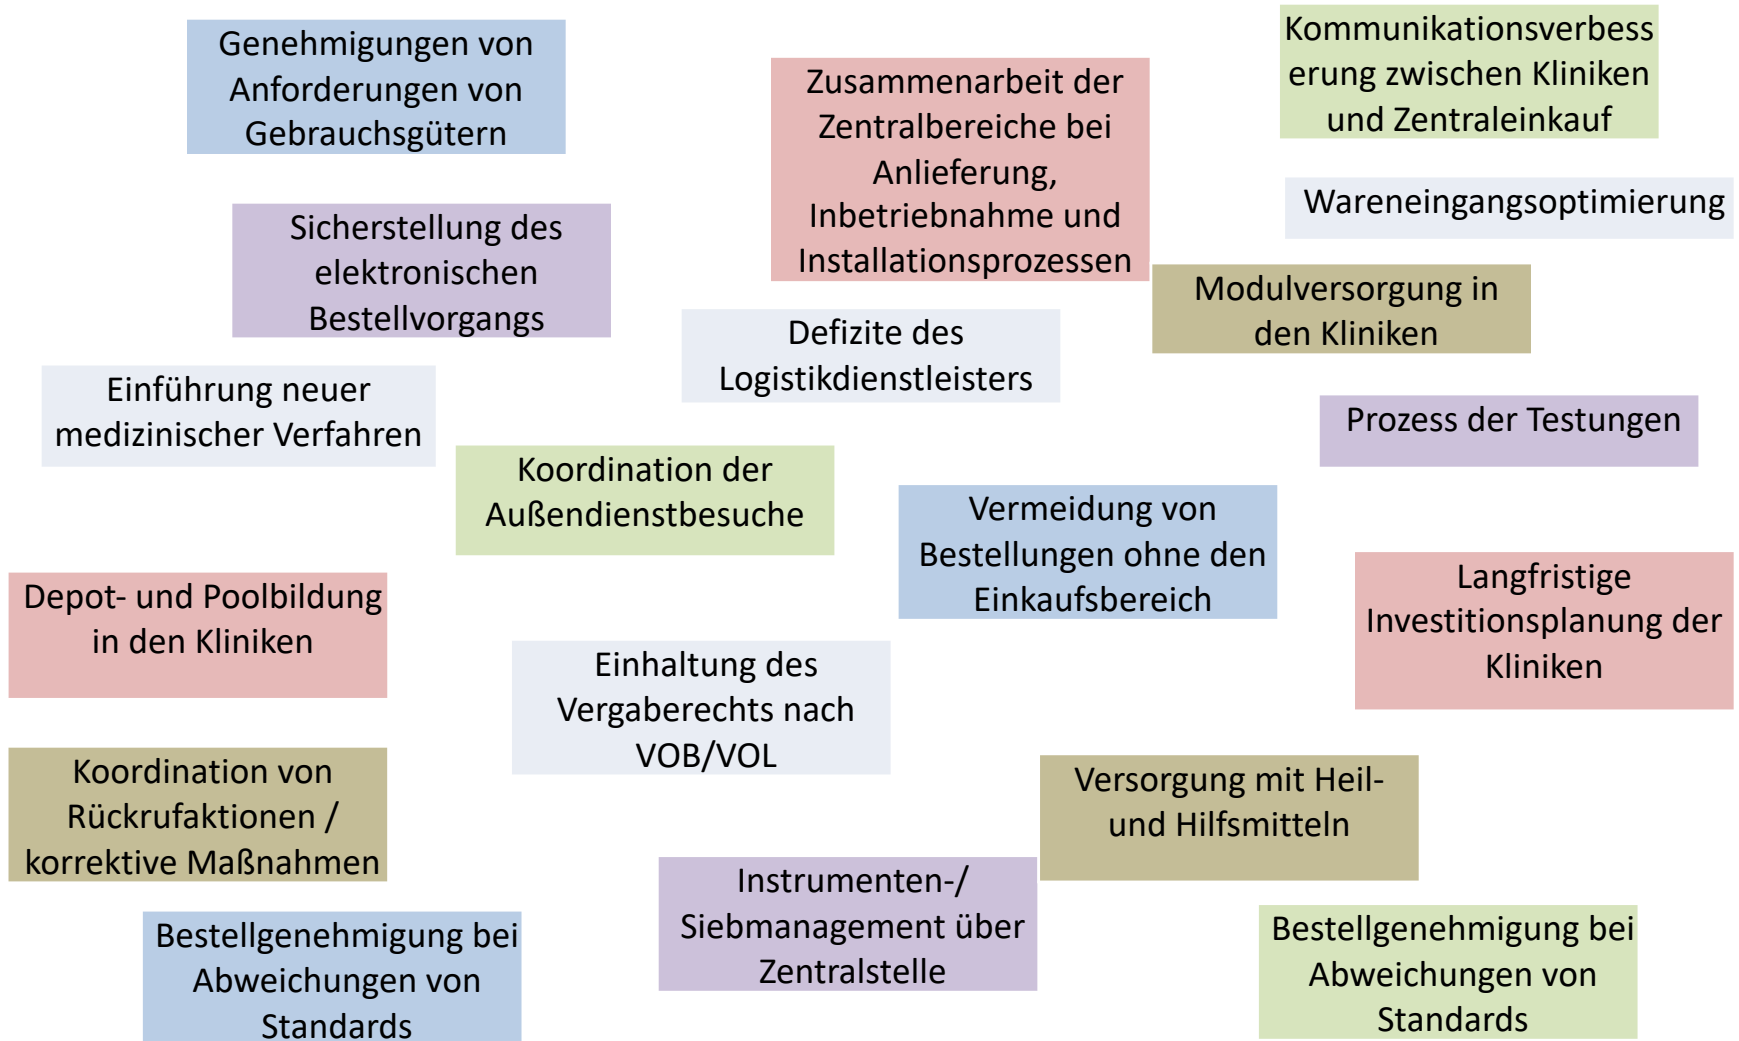 Genehmigungen von
Anforderungen von
Gebrauchsgütern
Kommunikationsverbess
erung zwischen Kliniken
und Zentraleinkauf
Zusammenarbeit der
Zentralbereiche bei
Anlieferung,
Inbetriebnahme und
Installationsprozessen
Wareneingangsoptimierung
Sicherstellung des
elektronischen
Bestellvorgangs
Modulversorgung in
den Kliniken
Defizite des
Logistikdienstleisters
Einführung neuer
medizinischer Verfahren
Prozess der Testungen
Koordination der
Außendienstbesuche
Vermeidung von
Bestellungen ohne den
Einkaufsbereich
Langfristige
Investitionsplanung der
Kliniken
Depot- und Poolbildung
in den Kliniken
Einhaltung des
Vergaberechts nach
VOB/VOL
Koordination von
Rückrufaktionen /
korrektive Maßnahmen
Versorgung mit Heil-
und Hilfsmitteln
Instrumenten-/
Siebmanagement über
Zentralstelle
Bestellgenehmigung bei
Abweichungen von
Standards
Bestellgenehmigung bei
Abweichungen von
Standards